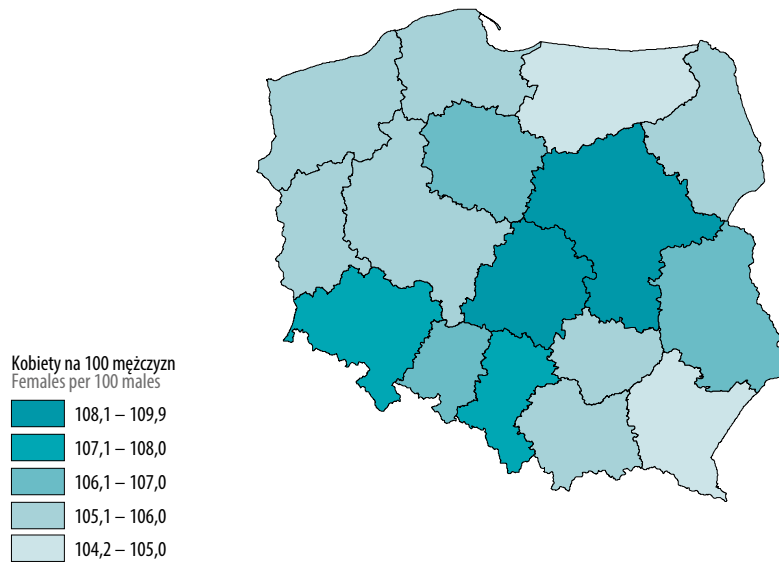 Kobiety na 100 mężczyzn
Females per 100 males
108,1 – 109,9
107,1 – 108,0
106,1 – 107,0
105,1 – 106,0
104,2 – 105,0